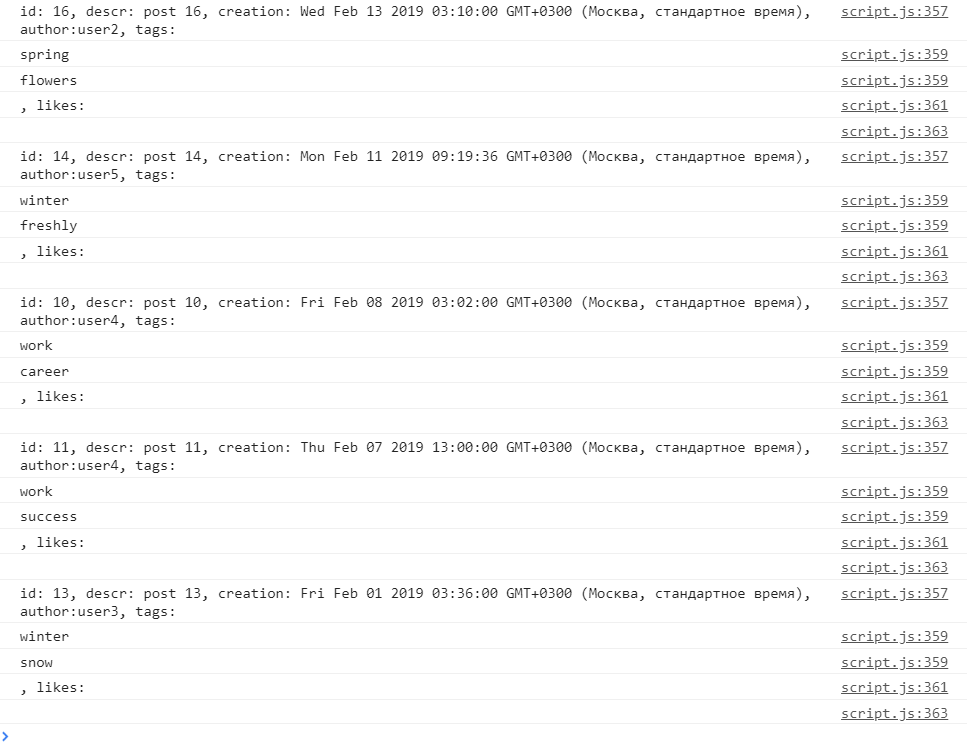 id: 16, descr: post 16, creation: Wed Feb 13 2019 03:10:00 GMT+0300 (Москва, стандартное время), script.js:357
author:user2, tags:
spring script.js:359
flowers script.js:359
, likes: script.js:361
script.js:363
id: 14, descr: post 14, creation: Mon Feb 11 2019 09:19:36 GMT+0300 (Москва, стандартное время), script.js:357
author:user5, tags:
winter script.js:359
freshly script.js:359
, likes: script.js:361
script.js:363
id: 10, descr: post 10, creation: Fri Feb 08 2019 03:02:00 GMT+0300 (Москва, стандартное время), script.js:357
author:user4, tags:
work script.js:359
career script.js:359
, likes: script.js:361
script.js:363
id: 11, descr: post 11, creation: Thu Feb 07 2019 13:00:00 GMT+0300 (Москва, стандартное время), script.js:357
author:user4, tags:
work script.js:359
success script.js:359
, likes: script.js:361
script.js:363
id: 13, descr: post 13, creation: Fri Feb 01 2019 03:36:00 GMT+0300 (Москва, стандартное время), script.js:357
author:user3, tags:
winter script.js:359
snow script.js:359
, likes: script.js:361
script.js:363